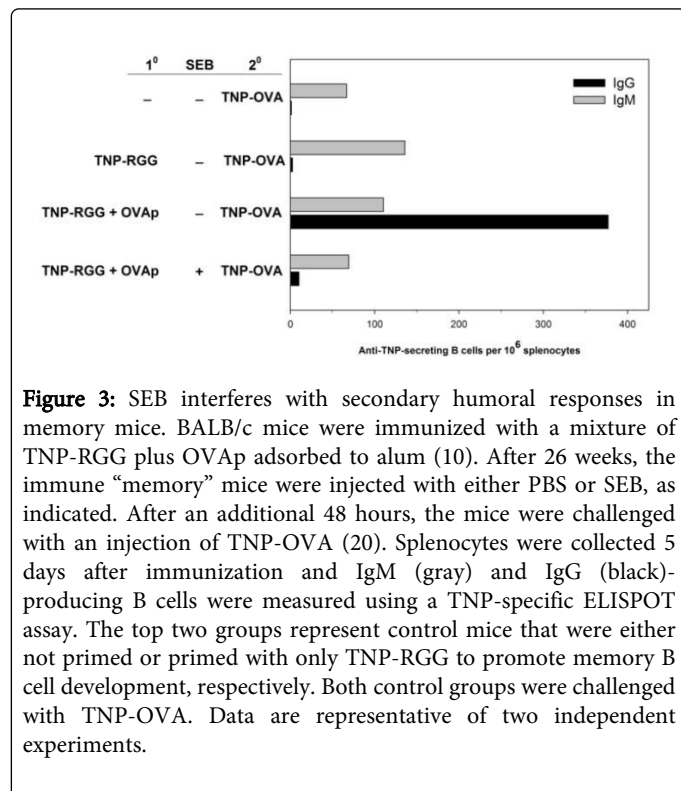 1⁰ SEB 2⁰
IgG
IgM
– – TNP-OVA
TNP-RGG – TNP-OVA
TNP-RGG + OVAp – TNP-OVA
TNP-RGG + OVAp + TNP-OVA
0 100 200 300 400
Anti-TNP-secreting B cells per 10⁶ splenocytes
Figure 3: SEB interferes with secondary humoral responses in
memory mice. BALB/c mice were immunized with a mixture of
TNP-RGG plus OVAp adsorbed to alum (10). After 26 weeks, the
immune “memory” mice were injected with either PBS or SEB, as
indicated. After an additional 48 hours, the mice were challenged
with an injection of TNP-OVA (20). Splenocytes were collected 5
days after immunization and IgM (gray) and IgG (black)-
producing B cells were measured using a TNP-specific ELISPOT
assay. The top two groups represent control mice that were either
not primed or primed with only TNP-RGG to promote memory B
cell development, respectively. Both control groups were challenged
with TNP-OVA. Data are representative of two independent
experiments.